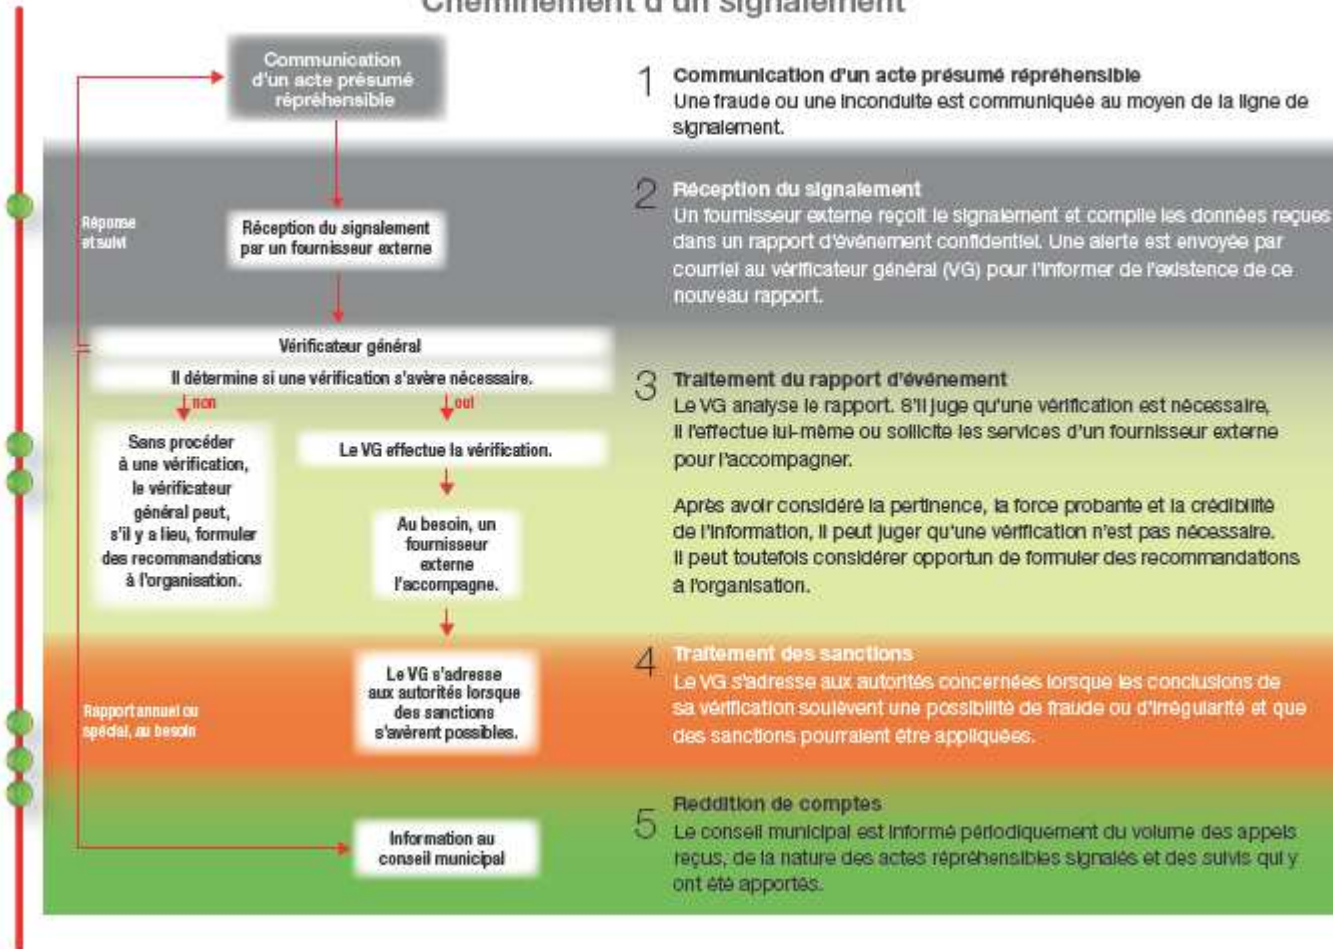 Cheminement d'un signalement
Communication
d'un acte présumé
répréhensible
Réponse
et suivi
Réception du signalement
par un fournisseur externe
Vérificateur général
Il détermine si une vérification s'avère nécessaire.
non
oui
Sans procéder
à une vérification,
le vérificateur
général peut,
s'il y a lieu, formuler
des recommandations
à l'organisation.
Le VG effectue la vérification.
Au besoin, un
fournisseur
externe
l'accompagne.
Le VG s'adresse
aux autorités lorsque
des sanctions
s'avèrent possibles.
Rapport annuel ou
spécial, au besoin
Information au
conseil municipal
1 Communication d'un acte présumé répréhensible
Une fraude ou une inconduite est communiquée au moyen de la ligne de
signalement.
2 Réception du signalement
Un fournisseur externe reçoit le signalement et compile les données reçues
dans un rapport d'événement confidentiel. Une alerte est envoyée par
courriel au vérificateur général (VG) pour l'informer de l'existence de ce
nouveau rapport.
3 Traitement du rapport d'événement
Le VG analyse le rapport. S'il juge qu'une vérification est nécessaire,
il l'effectue lui-même ou sollicite les services d'un fournisseur externe
pour l'accompagner.
Après avoir considéré la pertinence, la force probante et la crédibilité
de l'information, il peut juger qu'une vérification n'est pas nécessaire.
Il peut toutefois considérer opportun de formuler des recommandations
à l'organisation.
4 Traitement des sanctions
Le VG s'adresse aux autorités concernées lorsque les conclusions de
sa vérification soulèvent une possibilité de fraude ou d'irrégularité et que
des sanctions pourraient être appliquées.
5 Reddition de comptes
Le conseil municipal est informé périodiquement du volume des appels
reçus, de la nature des actes répréhensibles signalés et des suivis qui y
ont été apportés.